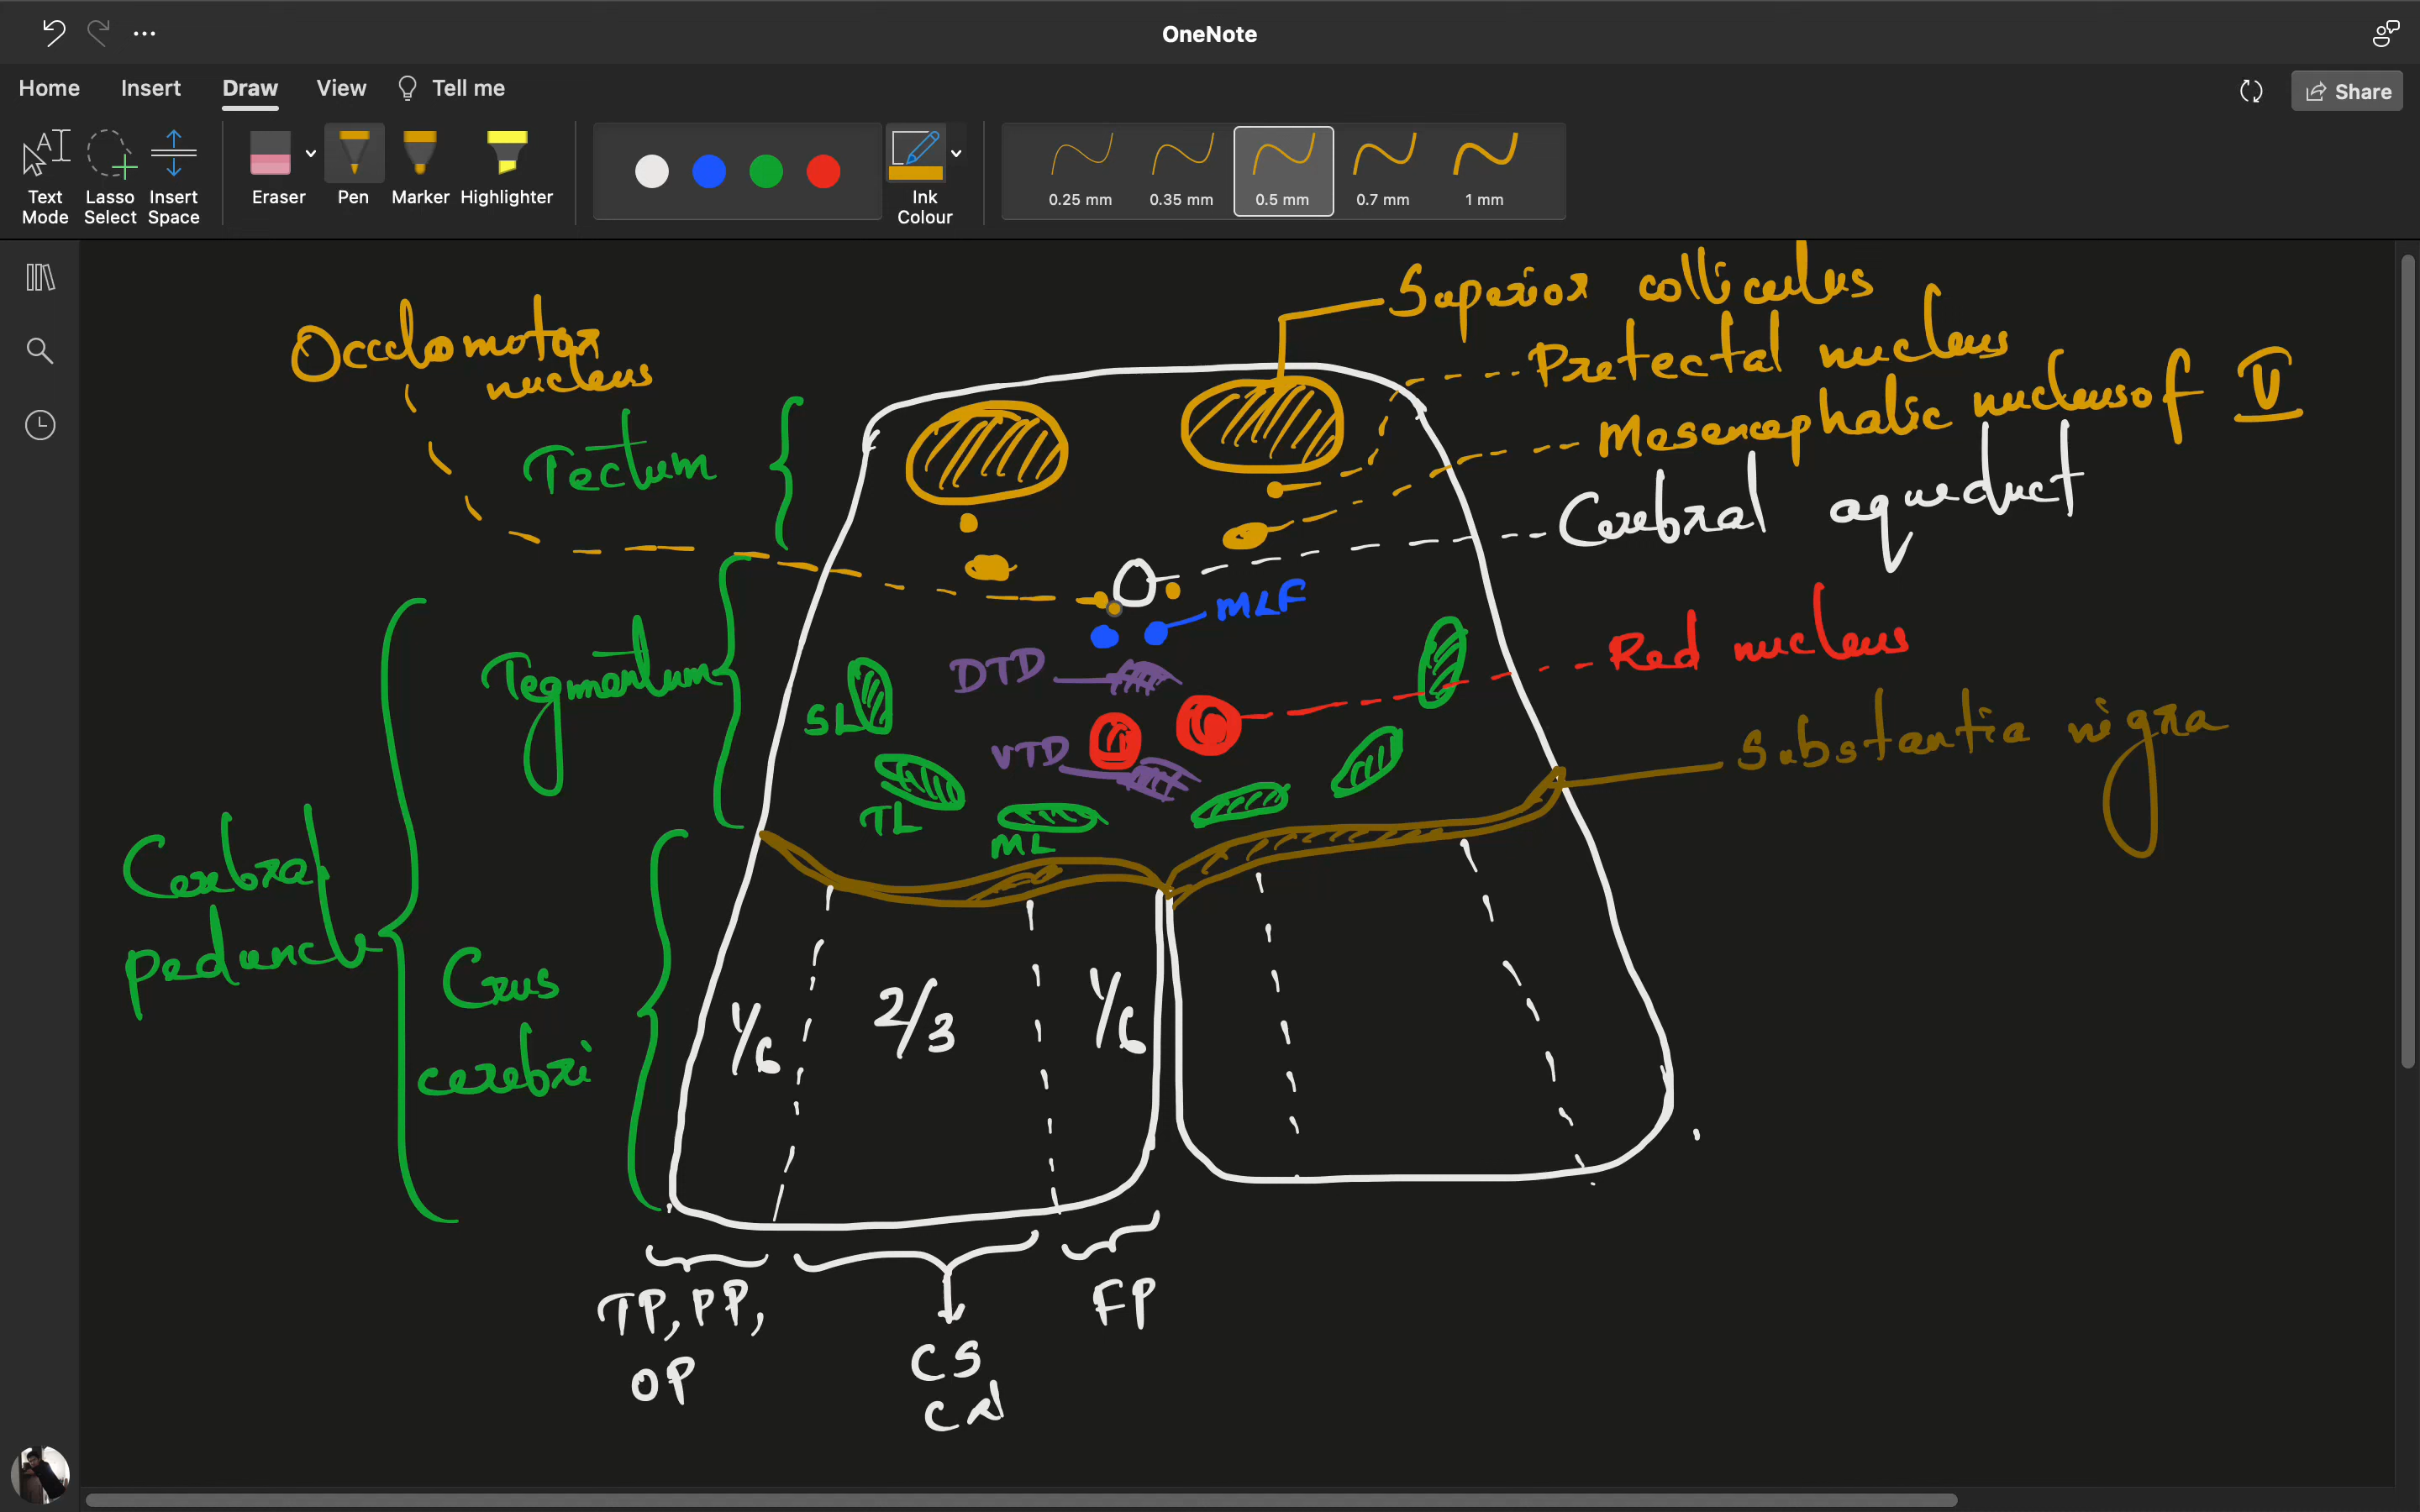 OneNote
Home Insert Draw View Tell me
Share
Text Mode
Lasso Select
Insert Space
Eraser
Pen
Marker
Highlighter
Ink Colour
0.25 mm
0.35 mm
0.5 mm
0.7 mm
1 mm
Superior colliculus
Occulomotor
nucleus
Pretectal nucleus
Mesencephalic nucleus of V
Tectum
Cerebral aqueduct
MLF
Tegmentum
DTD
Red nucleus
SL
VTD
Substantia nigra
TL
ML
Cerebral
peduncle
Crus
cerebri
1/6
2/3
1/6
TP, PP,
OP
FP
CS
CN